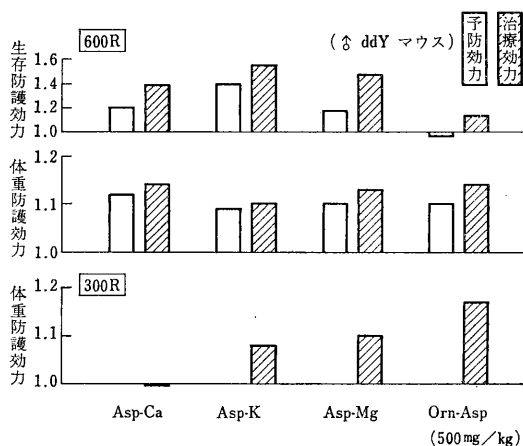 600R
(♂ ddY マウス)
予防効力
治療効力
生存防護効力
1.6
1.4
1.2
1.0
体重防護効力
1.2
1.1
1.0
300R
体重防護効力
1.2
1.1
1.0
Asp-Ca Asp-K Asp-Mg Orn-Asp
(500mg/kg)